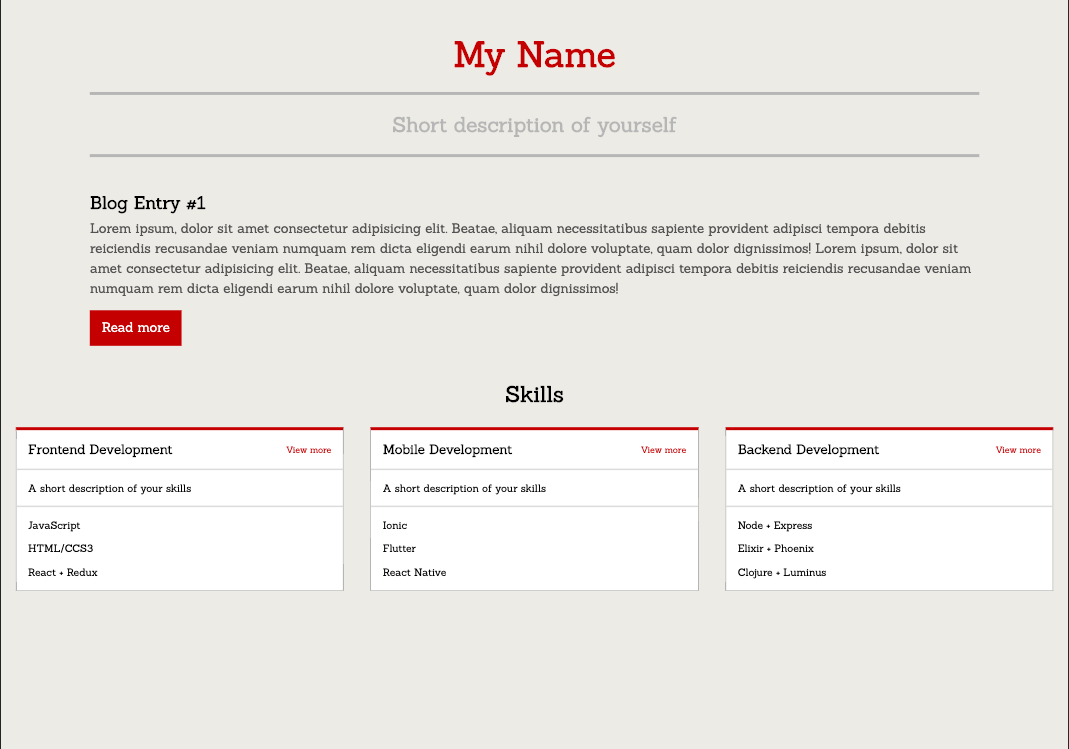 My Name
Short description of yourself
Blog Entry #1
Lorem ipsum, dolor sit amet consectetur adipisicing elit. Beatae, aliquam necessitatibus sapiente provident adipisci tempora debitis
reiciendis recusandae veniam numquam rem dicta eligendi earum nihil dolore voluptate, quam dolor dignissimos! Lorem ipsum, dolor sit
amet consectetur adipisicing elit. Beatae, aliquam necessitatibus sapiente provident adipisci tempora debitis reiciendis recusandae veniam
numquam rem dicta eligendi earum nihil dolore voluptate, quam dolor dignissimos!
Read more
Skills
Frontend Development View more
A short description of your skills
JavaScript
HTML/CCS3
React + Redux
Mobile Development View more
A short description of your skills
Ionic
Flutter
React Native
Backend Development View more
A short description of your skills
Node + Express
Elixir + Phoenix
Clojure + Luminus